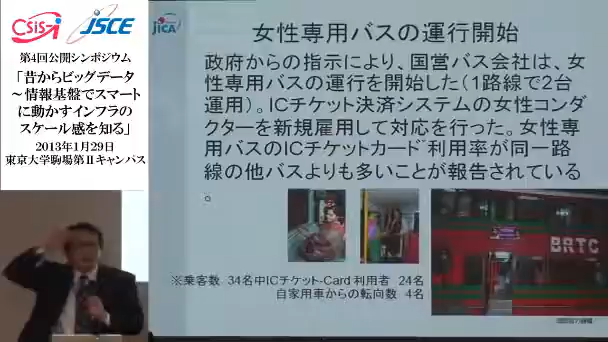 CSiS-i
JSCE
第4回公開シンポジウム
「昔からビッグデータ
～情報基盤でスマート
に動かすインフラの
スケール感を知る」
2013年1月29日
東京大学駒場第Ⅱキャンパス
JICA
女性専用バスの運行開始
政府からの指示により、国営バス会社は、女
性専用バスの運行を開始した（1路線で2台
運用）。ICチケット決済システムの女性コンダ
クターを新規雇用して対応を行った。女性専
用バスのICチケットカード利用率が同一路
線の他バスよりも多いことが報告されている
。
BRTC
※乗客数 34名中ICチケット-Card 利用者 24名
自家用車からの転向数 4名